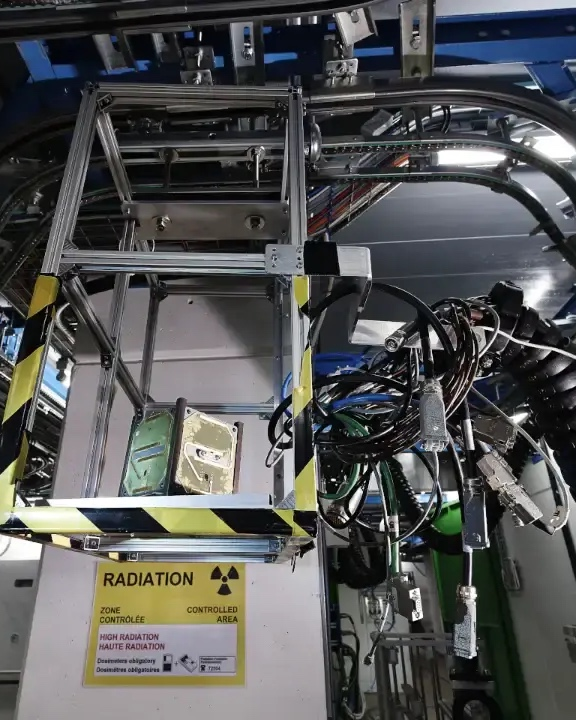 RADIATION
ZONE CONTROLLED
CONTRÔLÉE AREA
HIGH RADIATION
HAUTE RADIATION
Dosimeters obligatory
Dosimètres obligatoires